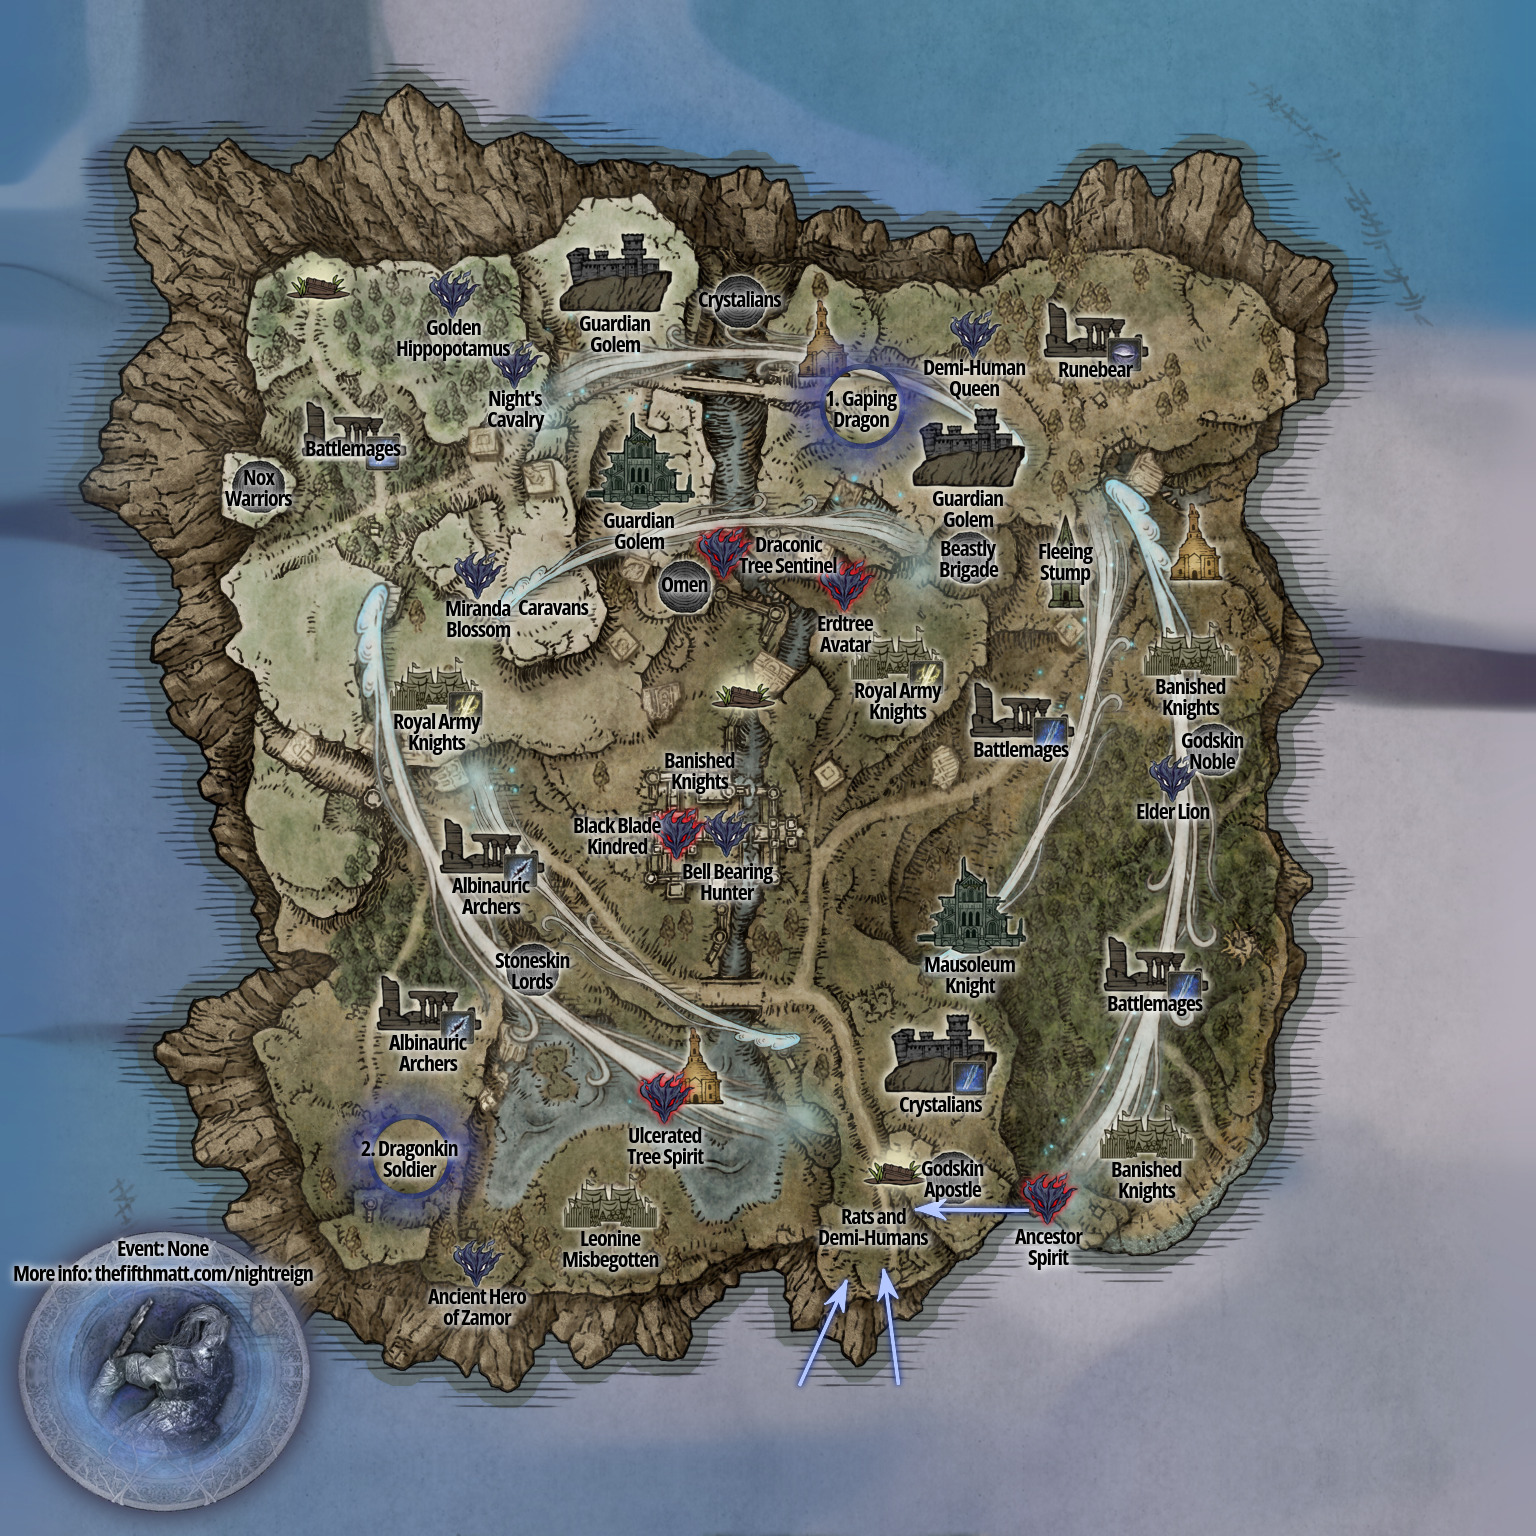 Crystalians
Guardian
Golem
Golden
Hippopotamus
Demi-Human
Queen
Runebear
Night's
Cavalry
1. Gaping
Dragon
Battlemages
Nox
Warriors
Guardian
Golem
Guardian
Golem
Draconic
Tree Sentinel
Beastly
Brigade
Fleeing
Stump
Omen
Miranda
Blossom
Caravans
Erdtree
Avatar
Royal Army
Knights
Royal Army
Knights
Banished
Knights
Battlemages
Godskin
Noble
Banished
Knights
Elder Lion
Black Blade
Kindred
Bell Bearing
Hunter
Albinauric
Archers
Stoneskin
Lords
Mausoleum
Knight
Battlemages
Albinauric
Archers
Crystalians
Ulcerated
Tree Spirit
2. Dragonkin
Soldier
Godskin
Apostle
Banished
Knights
Rats and
Demi-Humans
Ancestor
Spirit
Leonine
Misbegotten
Ancient Hero
of Zamor
Event: None
More info: thefifthmatt.com/nightreign